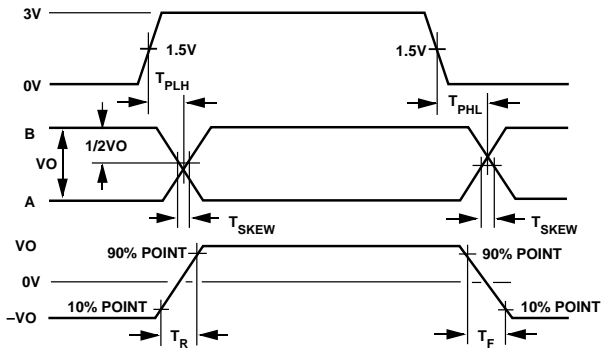 3V
1.5V
1.5V
0V
TPLH
TPHL
B
1/2VO
VO
A
TSKEW
TSKEW
VO
90% POINT
90% POINT
0V
10% POINT
10% POINT
–VO
TR
TF